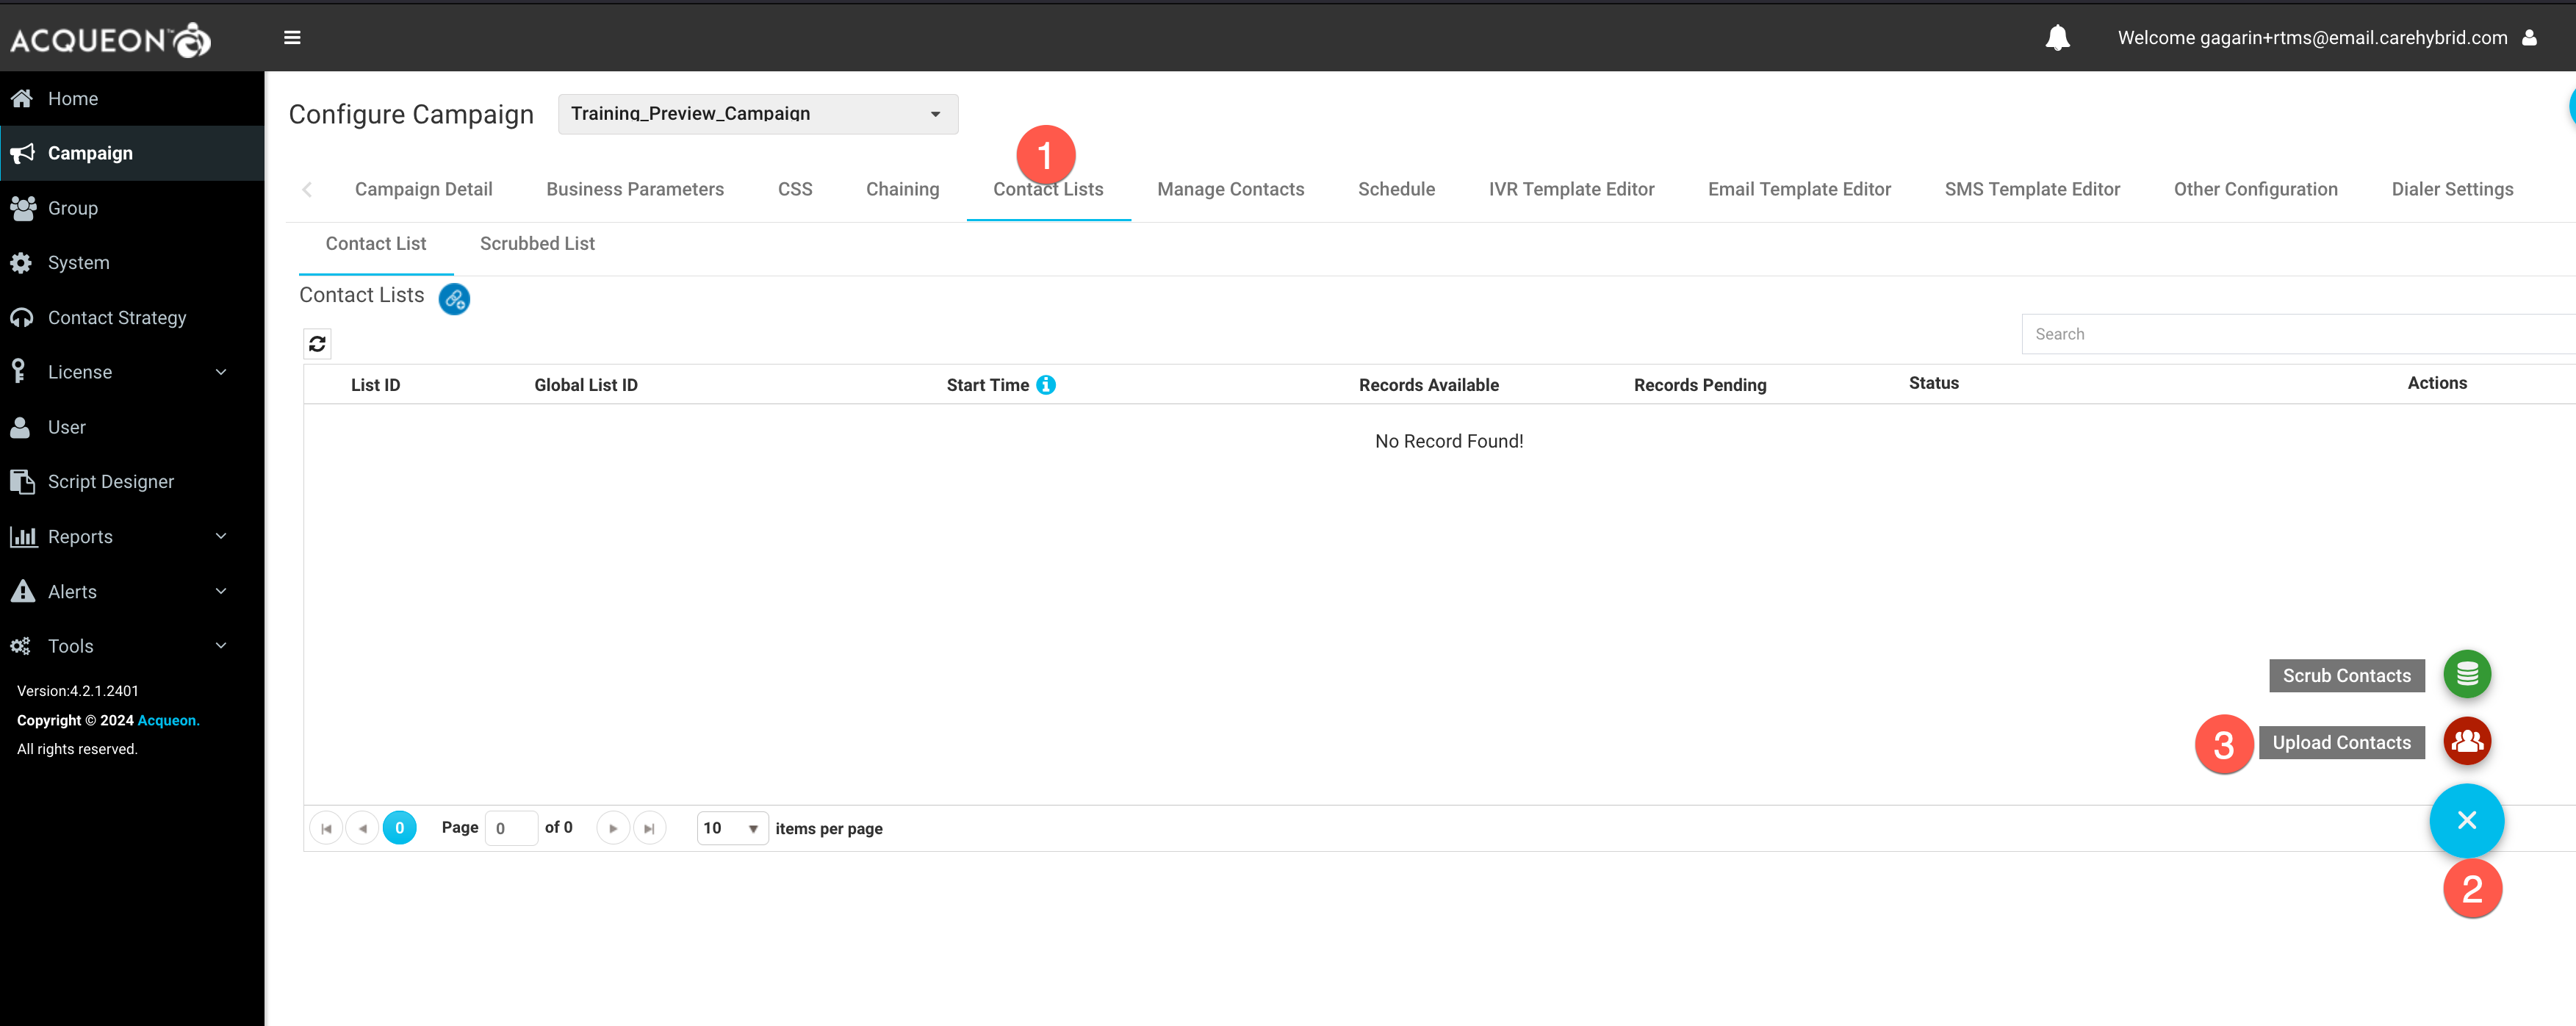 ACQUEON™
Welcome gagarin+rtms@email.carehybrid.com
Home
Campaign
Group
System
Contact Strategy
License
User
Script Designer
Reports
Alerts
Tools
Version:4.2.1.2401
Copyright © 2024 Acqueon.
All rights reserved.
Configure Campaign Training_Preview_Campaign
1
Campaign Detail Business Parameters CSS Chaining Contact Lists Manage Contacts Schedule IVR Template Editor Email Template Editor SMS Template Editor Other Configuration Dialer Settings
Contact List Scrubbed List
Contact Lists
Search
List ID Global List ID Start Time Records Available Records Pending Status Actions
No Record Found!
Scrub Contacts
3 Upload Contacts
0 Page 0 of 0 10 items per page
2